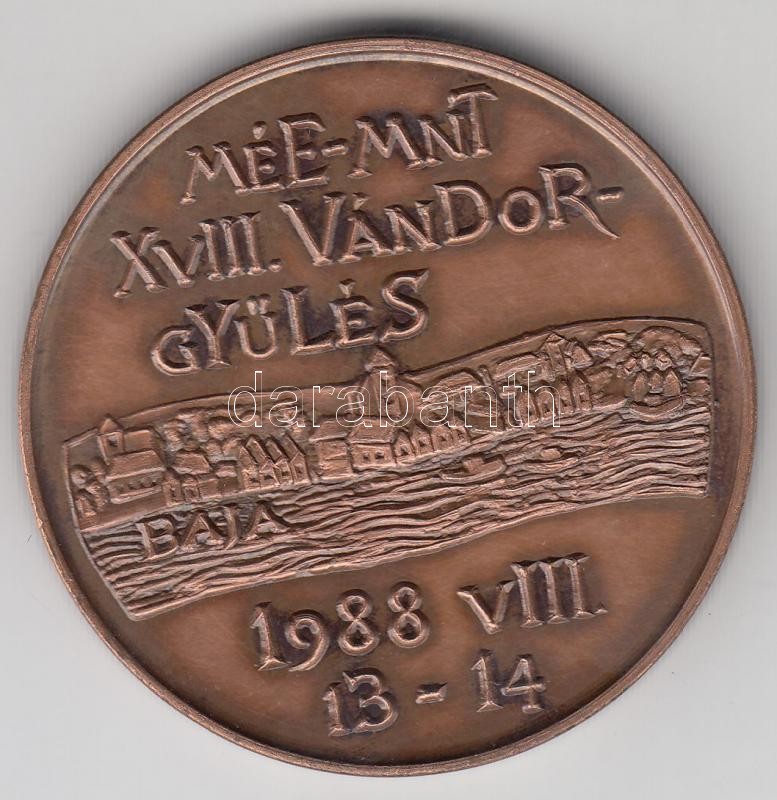 MÉE-MNT
XVIII. VÁNDOR-
GYŰLÉS
darabanth
BAJA
1988 VIII.
13-14